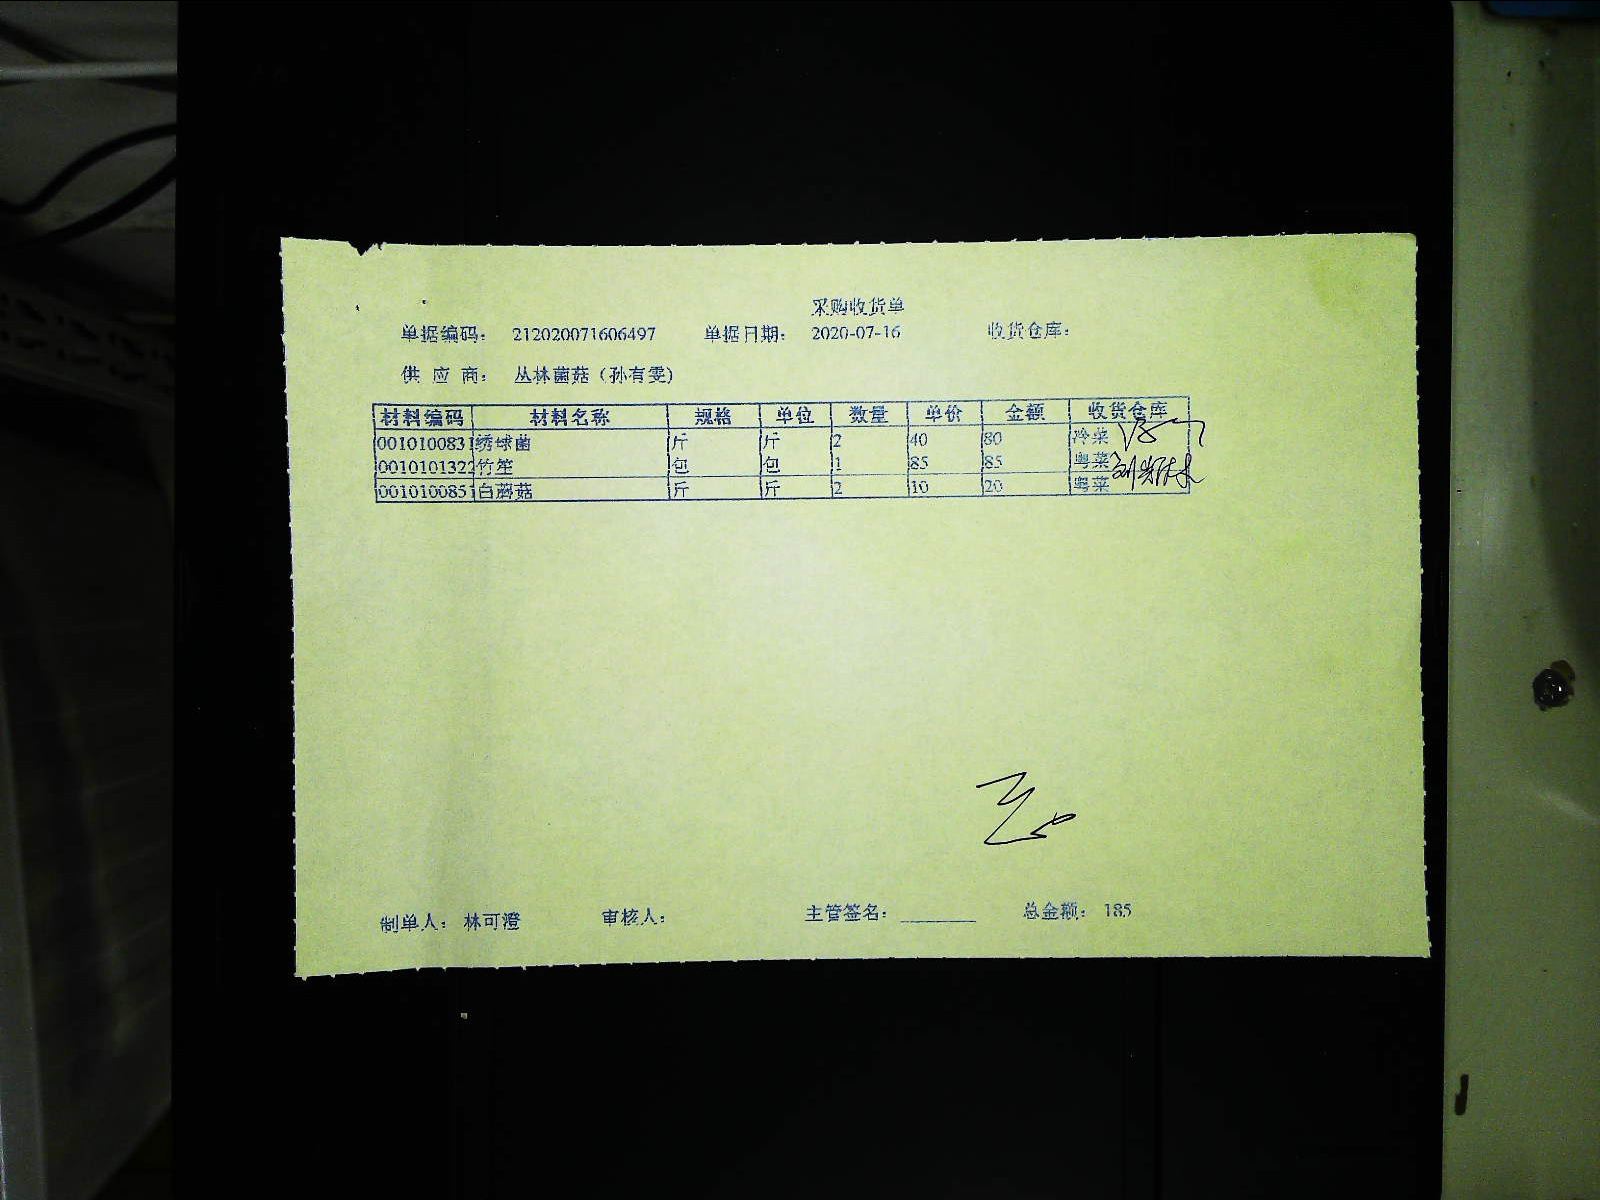 采购收货单
单据编码： 212020071606497 单据日期： 2020-07-16 收货仓库：
供 应 商： 丛林菌菇（孙有雯）
材料编码 材料名称 规格 单位 数量 单价 金额 收货仓库
001010083 绣球菌 斤 斤 2 40 80 冷菜
0010101322 竹笙 包 包 1 85 85 粤菜
001010085 白蘑菇 斤 斤 2 10 20 粤菜
制单人： 林可澄 审核人： 主管签名： 总金额： 185